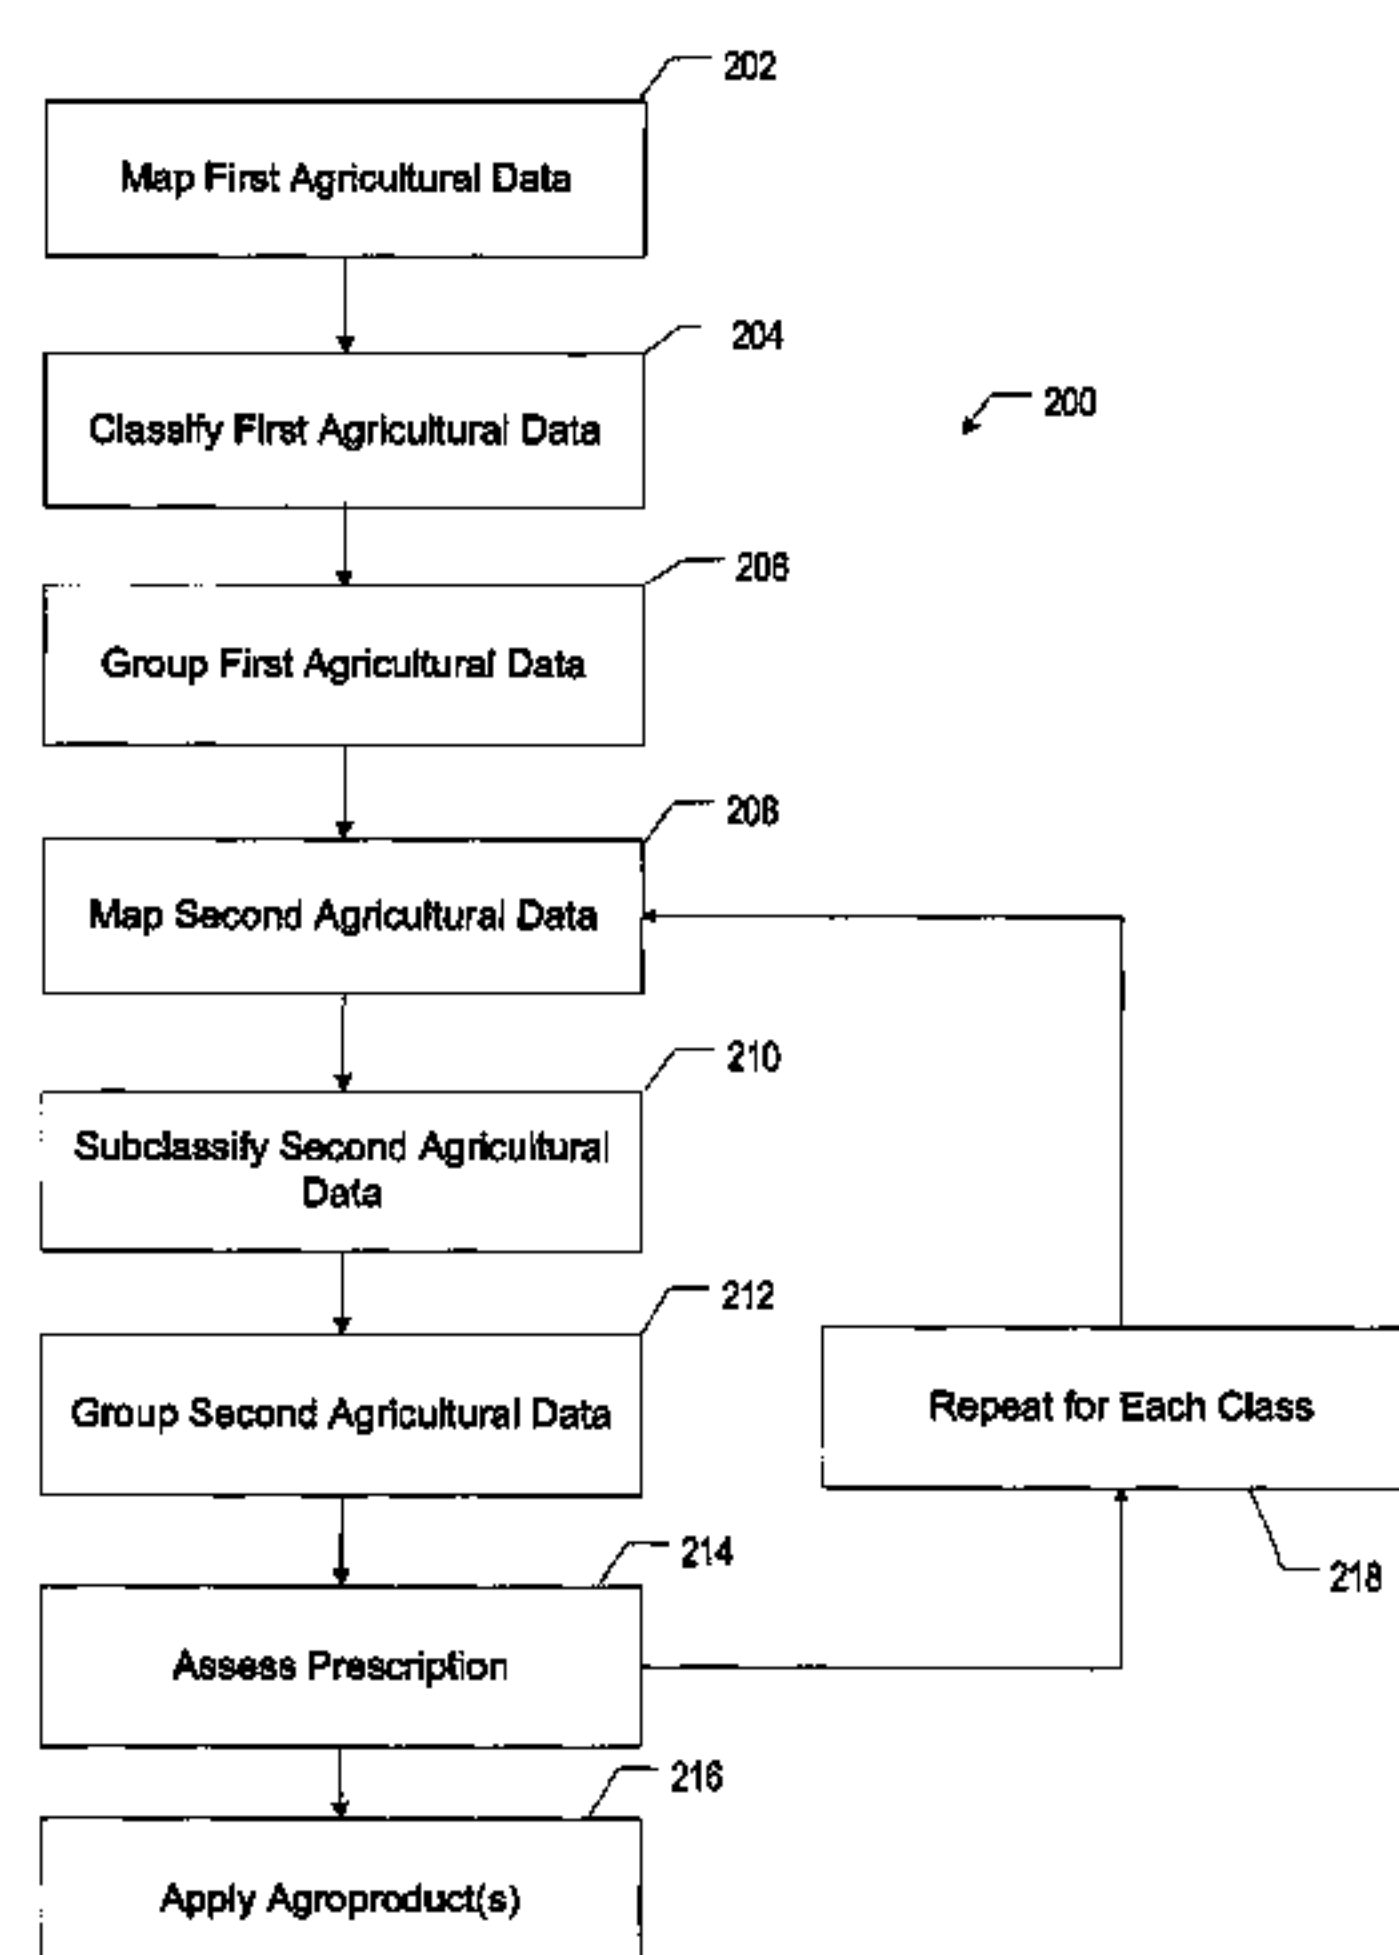 202
Map First Agricultural Data
204
Classify First Agricultural Data
200
206
Group First Agricultural Data
208
Map Second Agricultural Data
210
Subclassify Second Agricultural
Data
212
Group Second Agricultural Data
Repeat for Each Class
214
218
Assess Prescription
216
Apply Agroproduct(s)